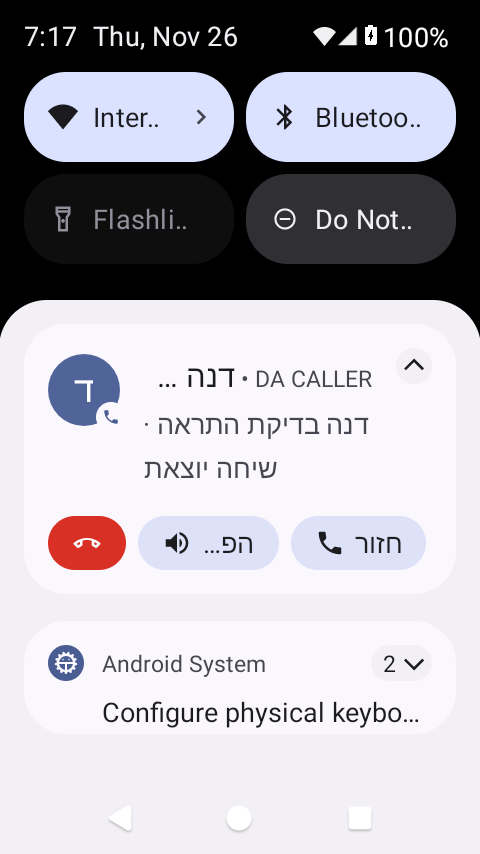 7:17 Thu, Nov 26 100%
Inter..
Bluetoo..
Flashli..
Do Not..
ד
דנה ... • DA CALLER
דנה בדיקת התראה ·
שיחה יוצאת
הפ...
חזור
Android System 2
Configure physical keybo...